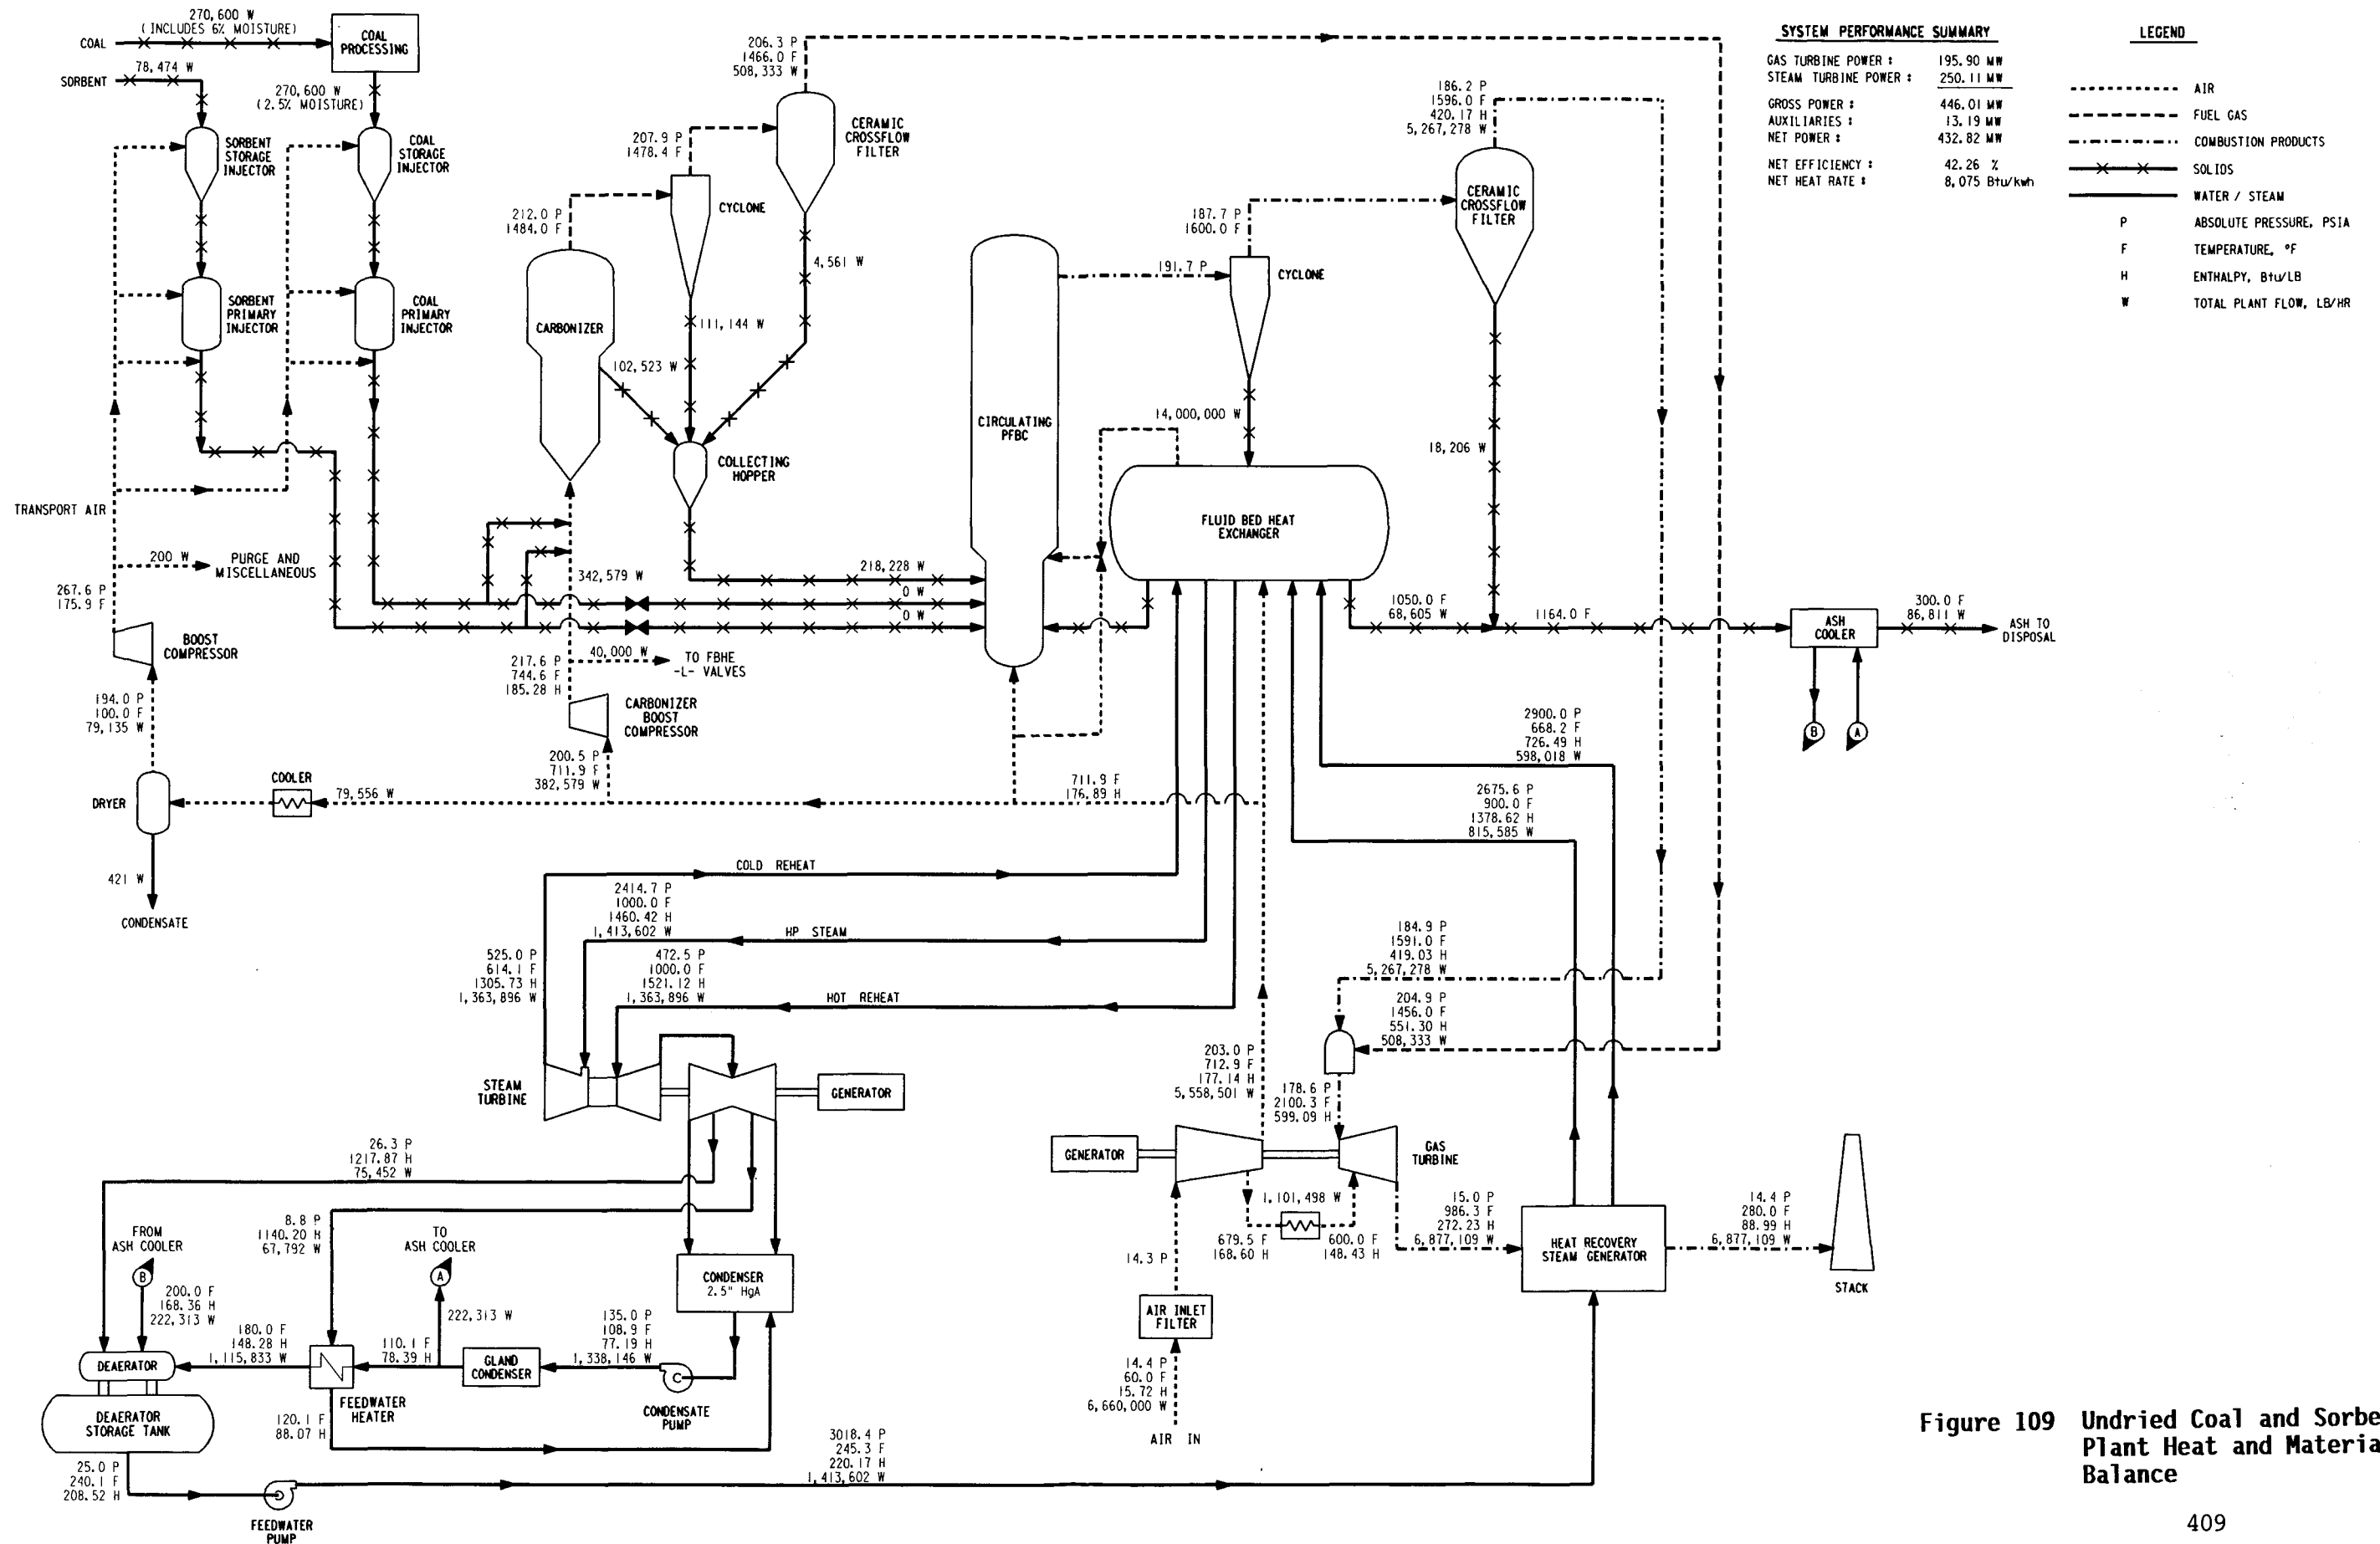 270,600 W
(INCLUDES 6% MOISTURE)
COAL
COAL
PROCESSING
78,474 W
SORBENT
270,600 W
(2.5% MOISTURE)
SORBENT
STORAGE
INJECTOR
COAL
STORAGE
INJECTOR
SORBENT
PRIMARY
INJECTOR
COAL
PRIMARY
INJECTOR
TRANSPORT AIR
200 W
PURGE AND
MISCELLANEOUS
267.6 P
175.9 F
BOOST
COMPRESSOR
194.0 P
100.0 F
79,135 W
DRYER
COOLER
79,556 W
421 W
CONDENSATE
206.3 P
1466.0 F
508,333 W
CERAMIC
CROSSFLOW
FILTER
207.9 P
1478.4 F
CYCLONE
212.0 P
1484.0 F
CARBONIZER
4,561 W
111,144 W
102,523 W
COLLECTING
HOPPER
342,579 W
218,228 W
0 W
0 W
40,000 W
TO FBHE
-L- VALVES
217.6 P
744.6 F
185.28 H
CARBONIZER
BOOST
COMPRESSOR
200.5 P
711.9 F
382,579 W
711.9 F
176.89 H
CIRCULATING
PFBC
191.7 P
187.7 P
1600.0 F
CYCLONE
14,000,000 W
FLUID BED HEAT
EXCHANGER
186.2 P
1596.0 F
420.17 H
5,267,278 W
CERAMIC
CROSSFLOW
FILTER
18,206 W
1050.0 F
68,605 W
1164.0 F
ASH
COOLER
300.0 F
86,811 W
ASH TO
DISPOSAL
B
A
2900.0 P
668.2 F
726.49 H
598,018 W
2675.6 P
900.0 F
1378.62 H
815,585 W
SYSTEM PERFORMANCE SUMMARY
GAS TURBINE POWER : 195.90 MW
STEAM TURBINE POWER : 250.11 MW
GROSS POWER : 446.01 MW
AUXILIARIES : 13.19 MW
NET POWER : 432.82 MW
NET EFFICIENCY : 42.26 %
NET HEAT RATE : 8,075 Btu/kwh
LEGEND
AIR
FUEL GAS
COMBUSTION PRODUCTS
SOLIDS
WATER / STEAM
P ABSOLUTE PRESSURE, PSIA
F TEMPERATURE, °F
H ENTHALPY, Btu/LB
W TOTAL PLANT FLOW, LB/HR
COLD REHEAT
2414.7 P
1000.0 F
1460.42 H
1,413,602 W
HP STEAM
525.0 P
614.1 F
1305.73 H
1,363,896 W
472.5 P
1000.0 F
1521.12 H
1,363,896 W
HOT REHEAT
STEAM
TURBINE
GENERATOR
184.9 P
1591.0 F
419.03 H
5,267,278 W
204.9 P
1456.0 F
551.30 H
508,333 W
203.0 P
712.9 F
177.14 H
5,558,501 W
178.6 P
2100.3 F
599.09 H
GENERATOR
GAS
TURBINE
1,101,498 W
679.5 F
168.60 H
600.0 F
148.43 H
15.0 P
986.3 F
272.23 H
6,877,109 W
HEAT RECOVERY
STEAM GENERATOR
14.4 P
280.0 F
88.99 H
6,877,109 W
STACK
14.3 P
AIR INLET
FILTER
14.4 P
60.0 F
15.72 H
6,660,000 W
AIR IN
26.3 P
1217.87 H
75,452 W
8.8 P
1140.20 H
67,792 W
FROM
ASH COOLER
B
TO
ASH COOLER
A
200.0 F
168.36 H
222,313 W
222,313 W
CONDENSER
2.5" HgA
180.0 F
148.28 H
1,115,833 W
110.1 F
78.39 H
GLAND
CONDENSER
135.0 P
108.9 F
77.19 H
1,338,146 W
C
CONDENSATE
PUMP
DEAERATOR
DEAERATOR
STORAGE TANK
FEEDWATER
HEATER
120.1 F
88.07 H
25.0 P
240.1 F
208.52 H
FEEDWATER
PUMP
3018.4 P
245.3 F
220.17 H
1,413,602 W
Figure 109 Undried Coal and Sorbe
Plant Heat and Materia
Balance
409